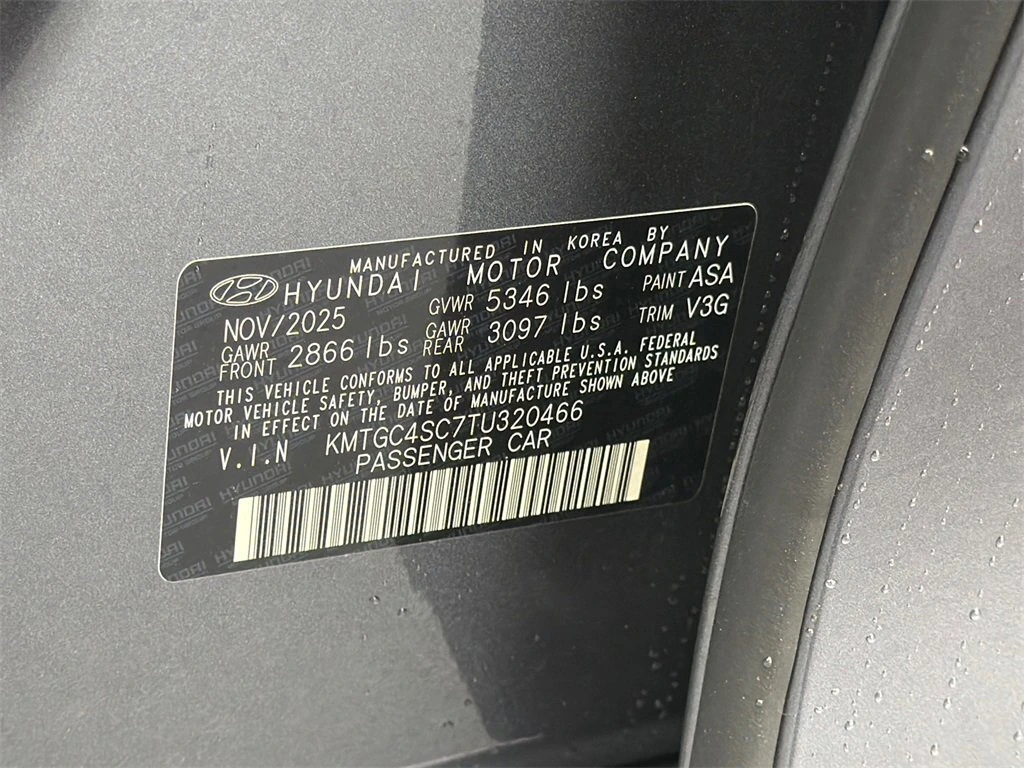 MANUFACTURED IN KOREA BY
HYUNDAI MOTOR COMPANY
NOV/2025 GVWR 5346 lbs PAINT ASA
GAWR FRONT 2866 lbs GAWR REAR 3097 lbs TRIM V3G
THIS VEHICLE CONFORMS TO ALL APPLICABLE U.S.A. FEDERAL
MOTOR VEHICLE SAFETY, BUMPER, AND THEFT PREVENTION STANDARDS
IN EFFECT ON THE DATE OF MANUFACTURE SHOWN ABOVE
V.I.N KMTGC4SC7TU320466
PASSENGER CAR